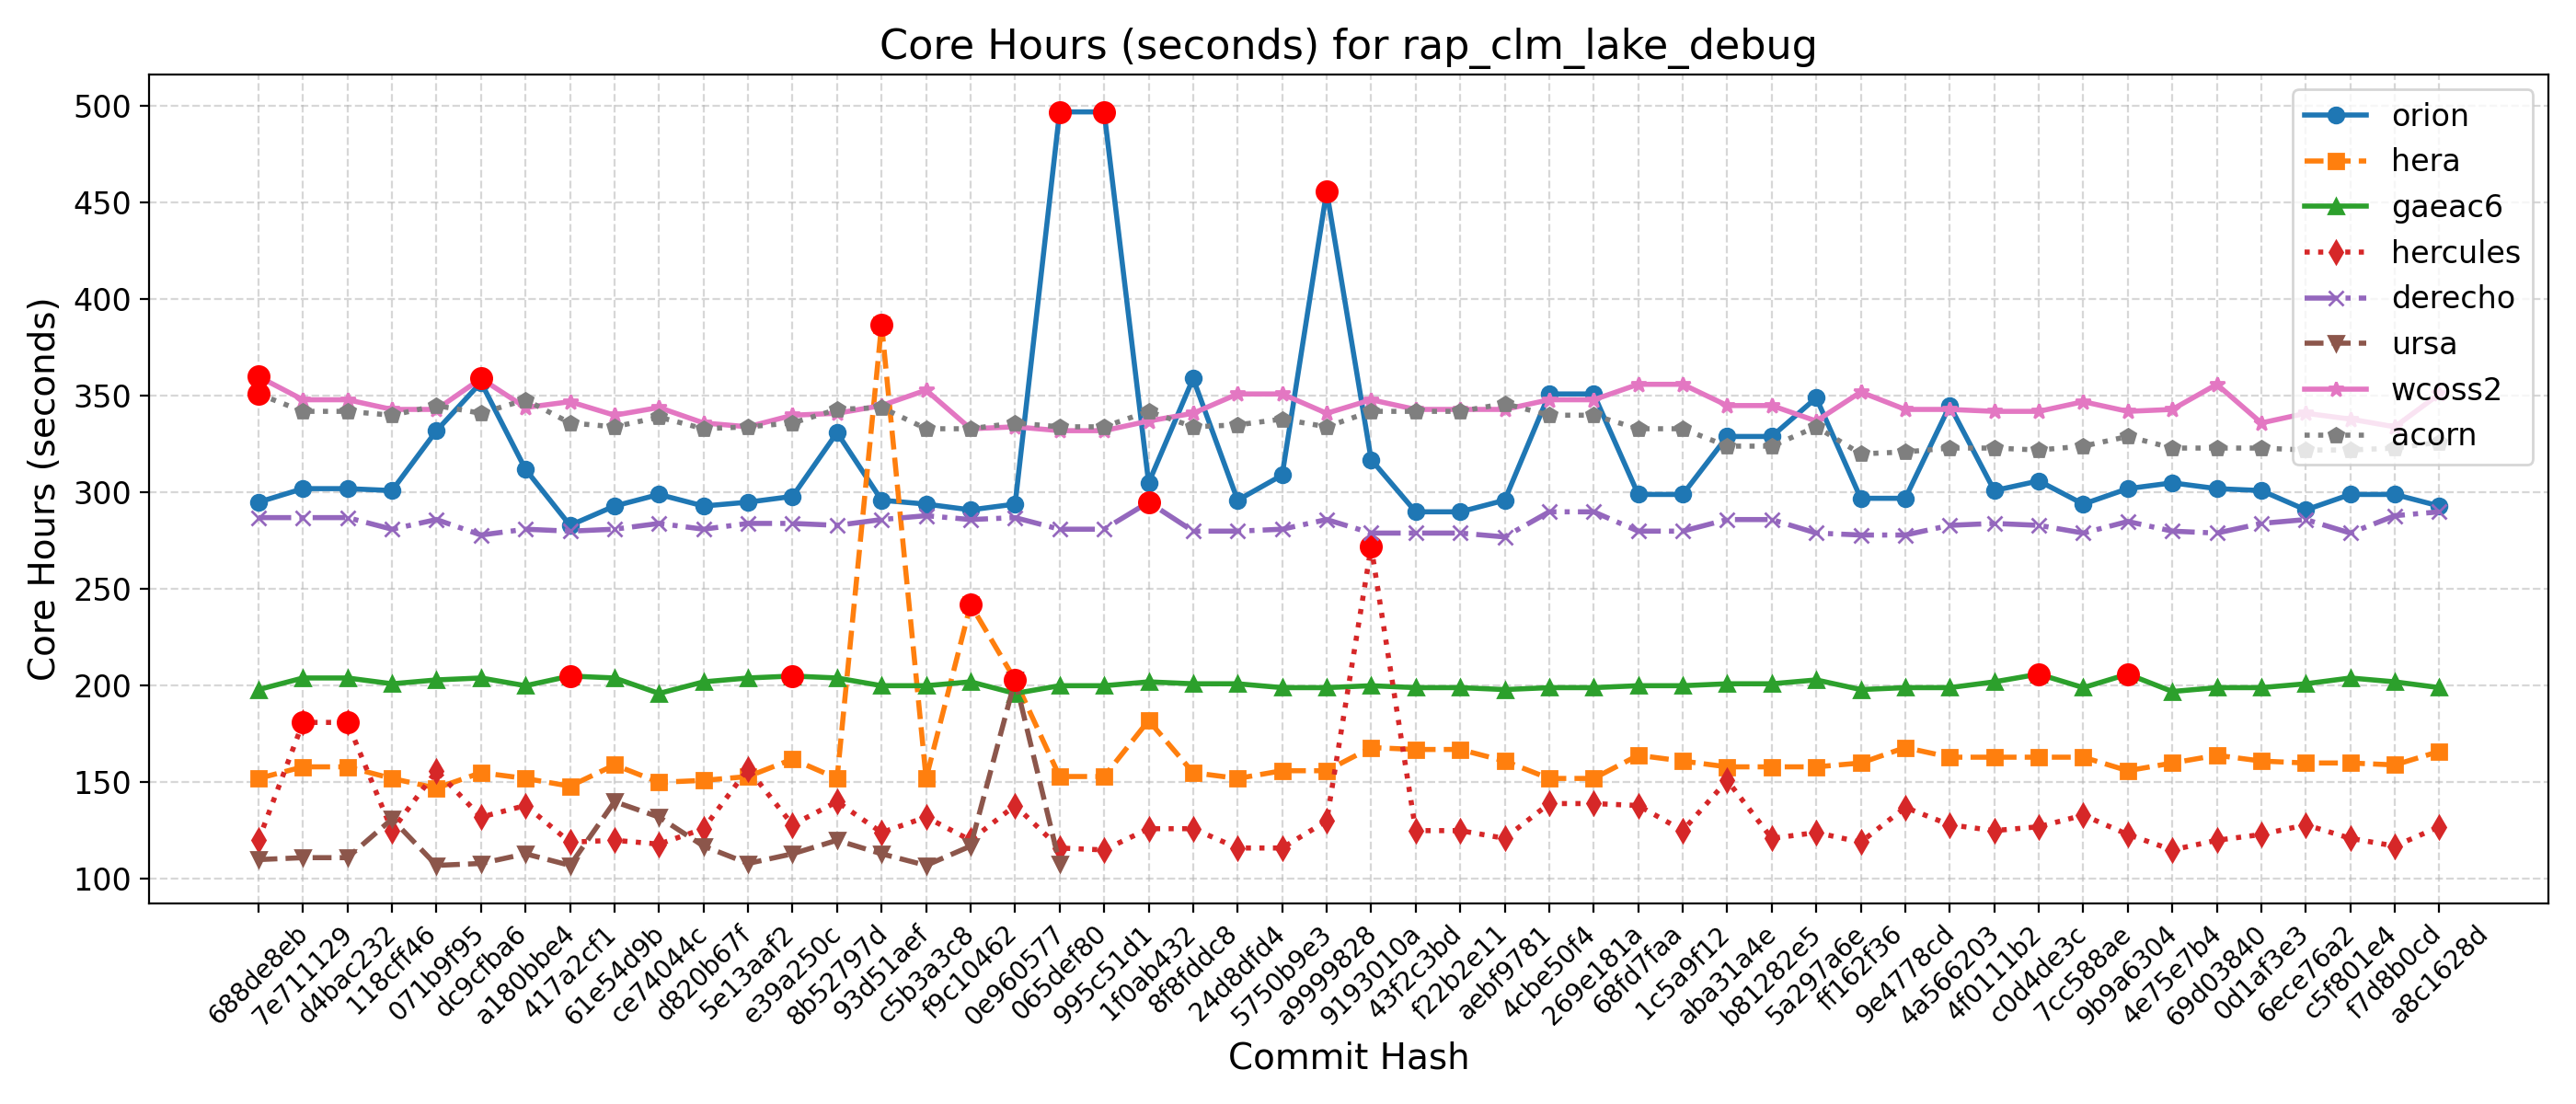 Core Hours (seconds) for rap_clm_lake_debug
Core Hours (seconds)
500
450
400
350
300
250
200
150
100
orion
hera
gaeac6
hercules
derecho
ursa
wcoss2
acorn
688de8eb
7e711129
d4bac232
118cff46
071b9f95
dc9cfba6
a180bbe4
417a2cf1
61e54d9b
ce74044c
d820b67f
5e13aaf2
e39a250c
8b52797d
93d51aef
c5b3a3c8
f9c10462
0e960577
065def80
995c51d1
1f0ab432
8f8fddc8
24d8dfd4
5750b9e3
a9999828
9193010a
43f2c3bd
f22b2e11
aebf9781
4cbe50f4
269e181a
68fd7faa
1c5a9f12
aba31a4e
b81282e5
5a297a6e
ff162f36
9e4778cd
4a566203
4f0111b2
c0d4de3c
7cc588ae
9b9a6304
4e75e7b4
69d03840
0d1af3e3
6ece76a2
c5f801e4
f7d8b0cd
a8c1628d
Commit Hash